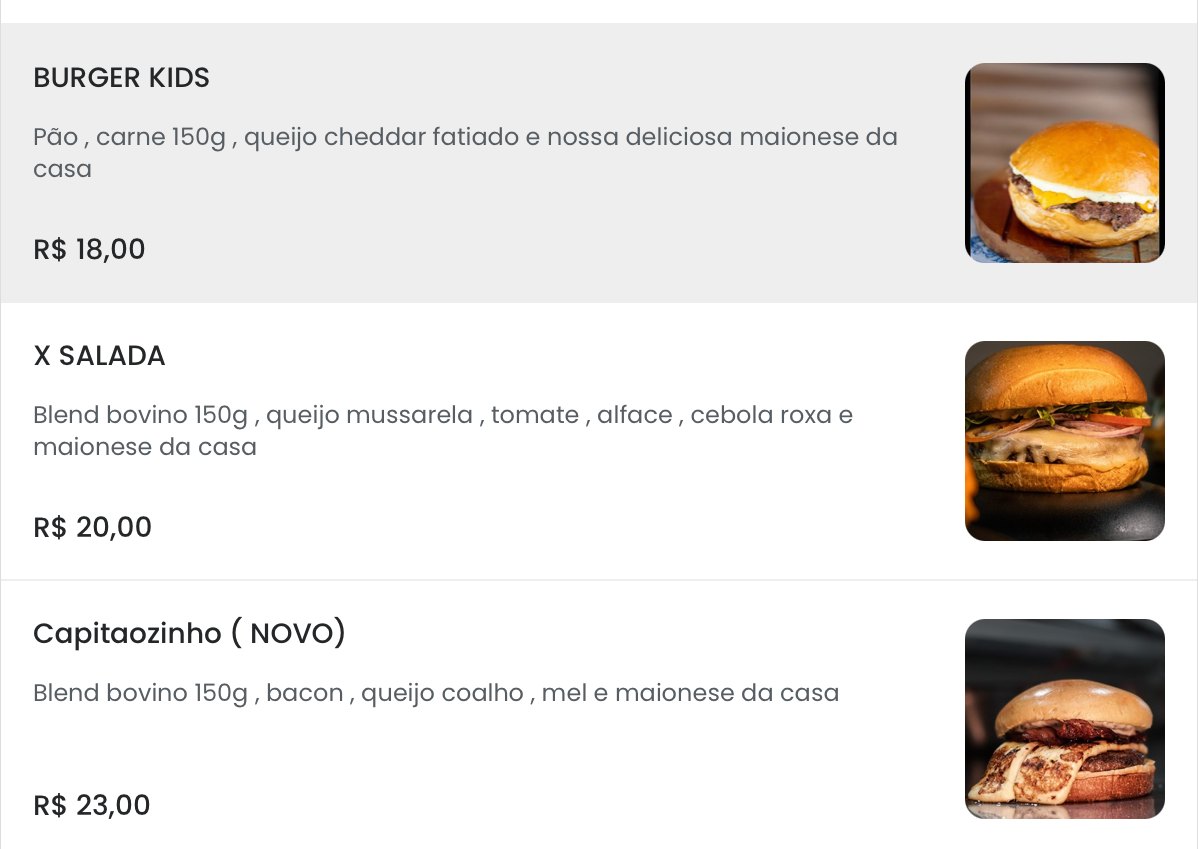 BURGER KIDS
Pão , carne 150g , queijo cheddar fatiado e nossa deliciosa maionese da
casa
R$ 18,00
X SALADA
Blend bovino 150g , queijo mussarela , tomate , alface , cebola roxa e
maionese da casa
R$ 20,00
Capitaozinho ( NOVO)
Blend bovino 150g , bacon , queijo coalho , mel e maionese da casa
R$ 23,00